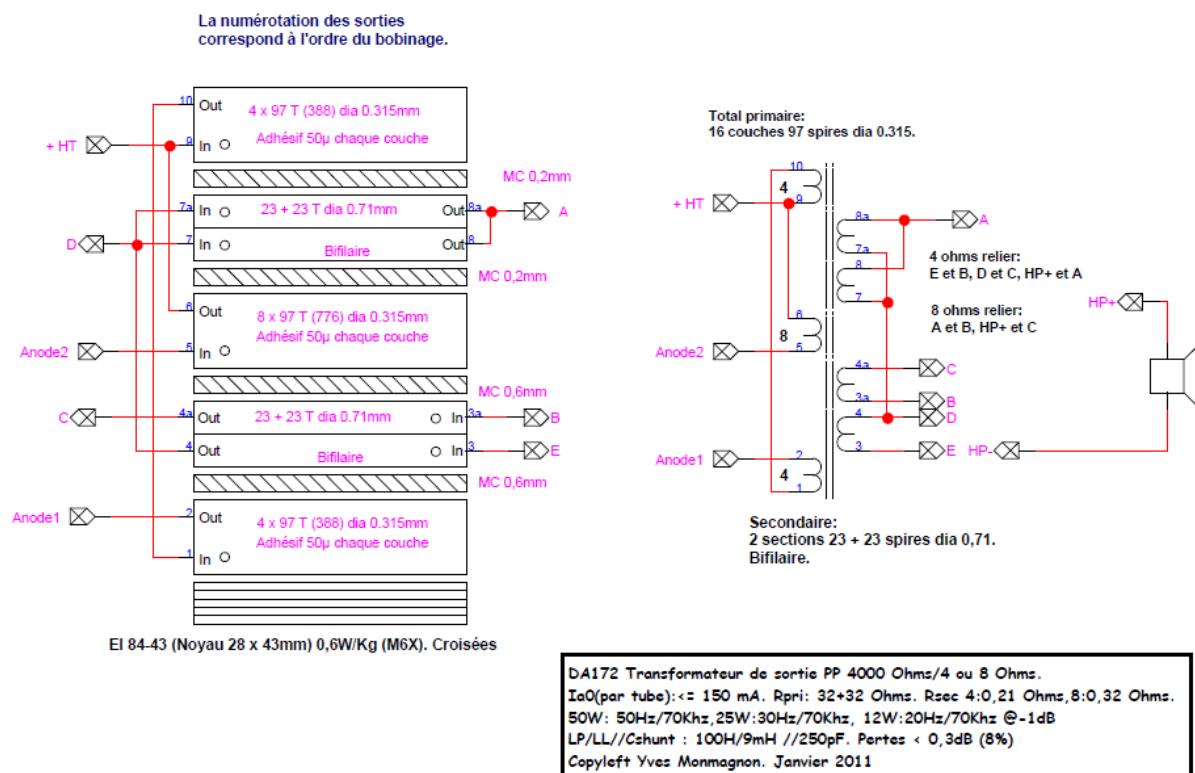 La numérotation des sorties
correspond à l'ordre du bobinage.
10 Out
4 x 97 T (388) dia 0.315mm
Adhésif 50µ chaque couche
+ HT
9 In
MC 0,2mm
7a In
23 + 23 T dia 0.71mm
Out 8a
A
D
7 In
Bifilaire
Out 8
MC 0,2mm
6 Out
8 x 97 T (776) dia 0.315mm
Adhésif 50µ chaque couche
Anode2
5 In
MC 0,6mm
C
4a Out
23 + 23 T dia 0.71mm
In 3a
B
4 Out
Bifilaire
In 3
E
MC 0,6mm
Anode1
2 Out
4 x 97 T (388) dia 0.315mm
Adhésif 50µ chaque couche
1 In
EI 84-43 (Noyau 28 x 43mm) 0,6W/Kg (M6X). Croisées
Total primaire:
16 couches 97 spires dia 0.315.
10
4
+ HT
9
8a
A
7a
8
7
4 ohms relier:
E et B, D et C, HP+ et A
8 ohms relier:
A et B, HP+ et C
HP+
6
8
Anode2
5
4a
C
3a
B
4
D
3
E
HP-
Anode1
2
4
1
Secondaire:
2 sections 23 + 23 spires dia 0,71.
Bifilaire.
DA172 Transformateur de sortie PP 4000 Ohms/4 ou 8 Ohms.
Ia0(par tube):<= 150 mA. Rpri: 32+32 Ohms. Rsec 4:0,21 Ohms,8:0,32 Ohms.
50W: 50Hz/70Khz,25W:30Hz/70Khz, 12W:20Hz/70Khz @-1dB
LP/LL//Cshunt : 100H/9mH //250pF. Pertes < 0,3dB (8%)
Copyleft Yves Monmagnon. Janvier 2011